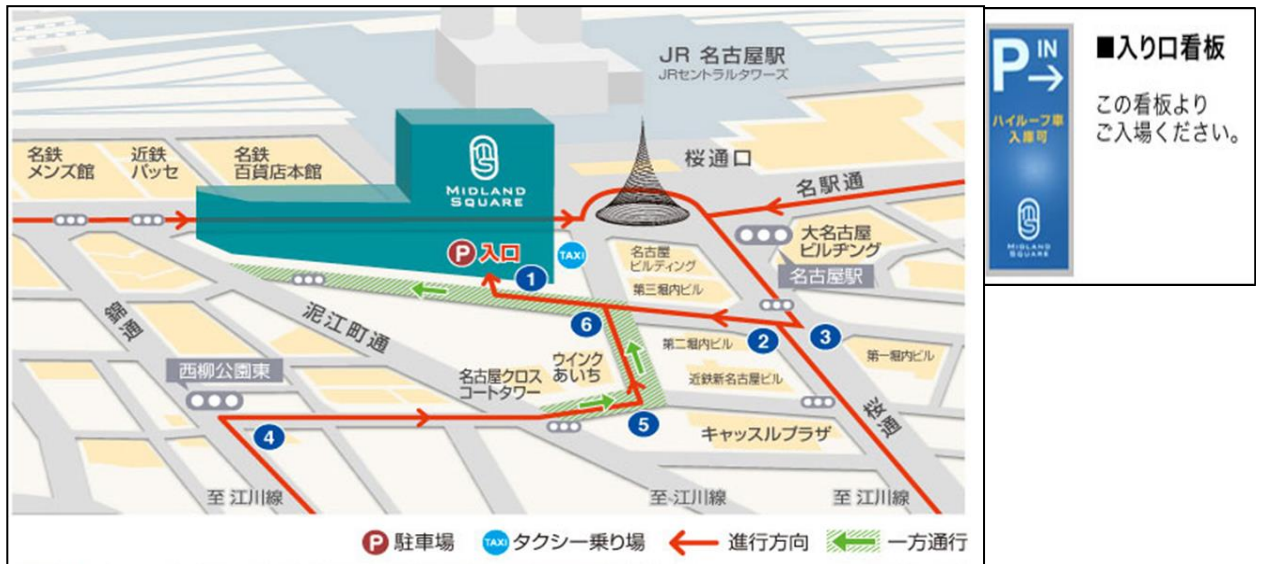 JR 名古屋駅
JRセントラルタワーズ
名鉄
メンズ館
近鉄
パッセ
名鉄
百貨店本館
MIDLAND
SQUARE
桜通口
名駅通
大名古屋
ビルヂング
名古屋駅
P 入口
TAXI
名古屋
ビルディング
第三堀内ビル
1
6
2
3
第二堀内ビル
第一堀内ビル
近鉄新名古屋ビル
錦通
泥江町通
西柳公園東
ウインク
あいち
名古屋クロス
コートタワー
4
5
キャッスルプラザ
桜通
至 江川線
至 江川線
至 江川線
P 駐車場
TAXI タクシー乗り場
進行方向
一方通行
P IN
ハイルーフ車
入庫可
MIDLAND
SQUARE
■入り口看板
この看板より
ご入場ください。